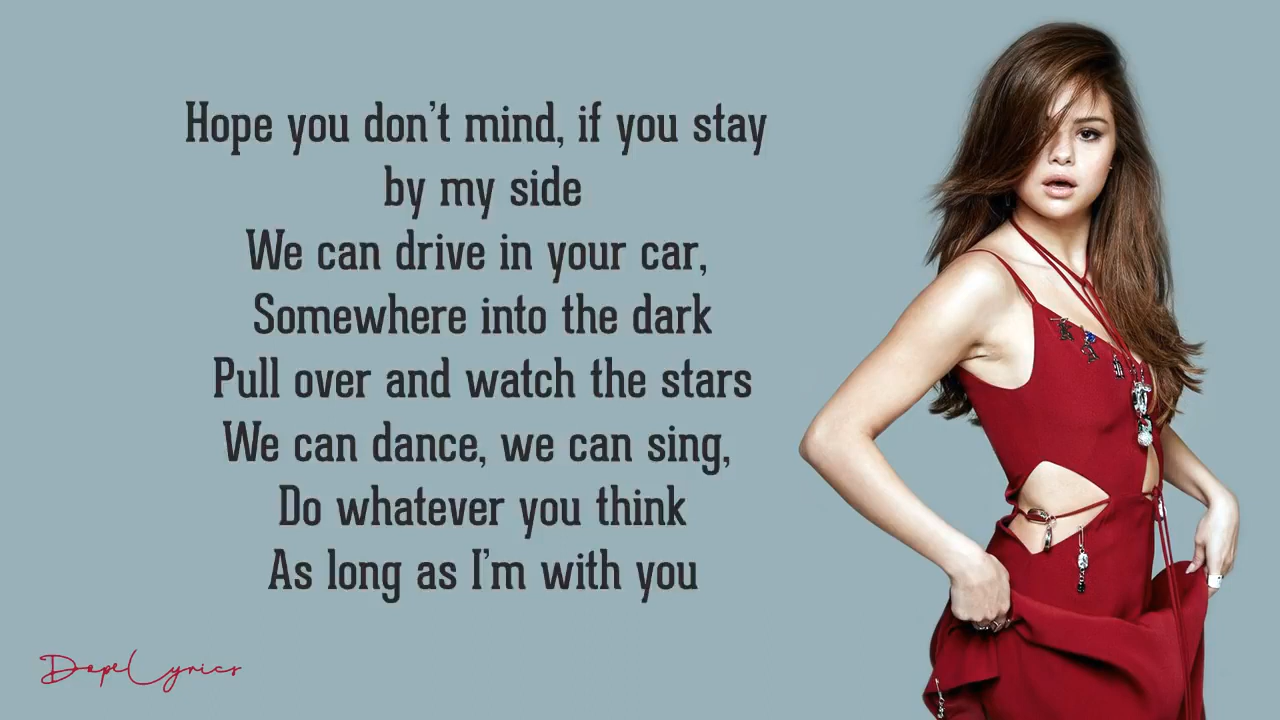 Hope you don't mind, if you stay
by my side
We can drive in your car,
Somewhere into the dark
Pull over and watch the stars
We can dance, we can sing,
Do whatever you think
As long as I'm with you
DopeLyrics